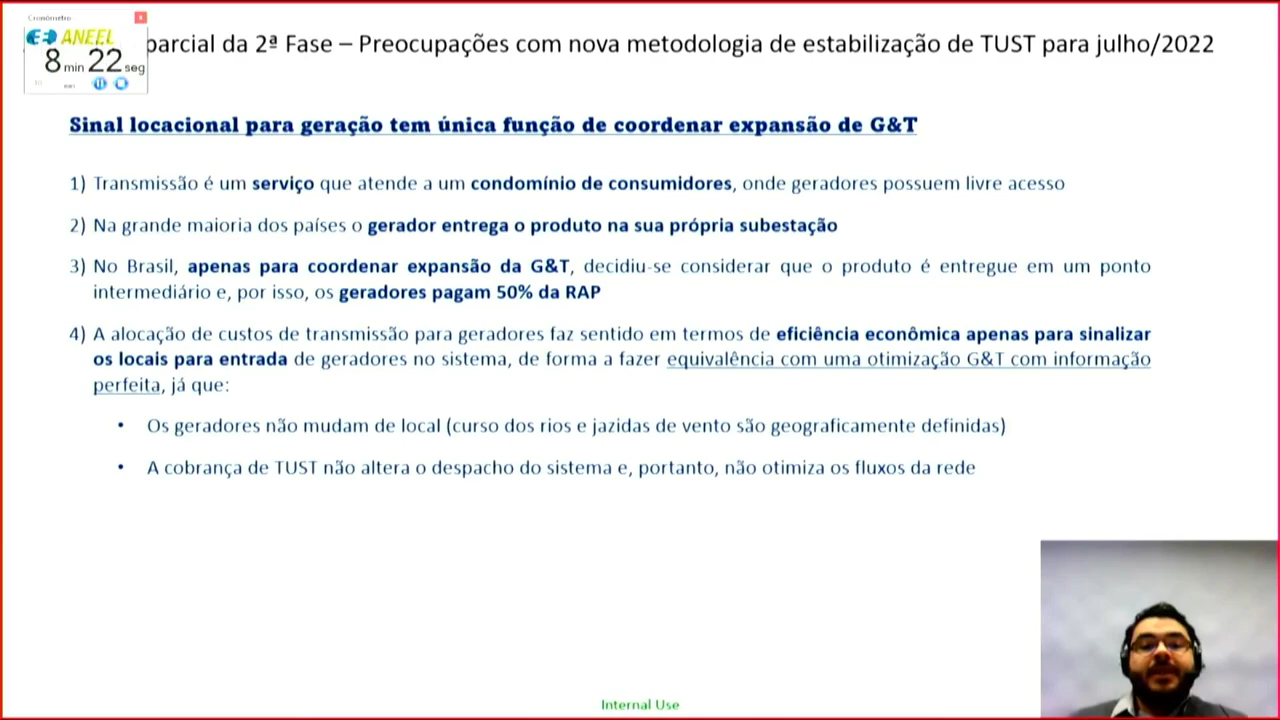 Cronômetro
ANEEL
8 min 22 seg
parcial da 2ª Fase – Preocupações com nova metodologia de estabilização de TUST para julho/2022
Sinal locacional para geração tem única função de coordenar expansão de G&T
1) Transmissão é um serviço que atende a um condomínio de consumidores, onde geradores possuem livre acesso
2) Na grande maioria dos países o gerador entrega o produto na sua própria subestação
3) No Brasil, apenas para coordenar expansão da G&T, decidiu-se considerar que o produto é entregue em um ponto
intermediário e, por isso, os geradores pagam 50% da RAP
4) A alocação de custos de transmissão para geradores faz sentido em termos de eficiência econômica apenas para sinalizar
os locais para entrada de geradores no sistema, de forma a fazer equivalência com uma otimização G&T com informação
perfeita, já que:
• Os geradores não mudam de local (curso dos rios e jazidas de vento são geograficamente definidas)
• A cobrança de TUST não altera o despacho do sistema e, portanto, não otimiza os fluxos da rede
Internal Use